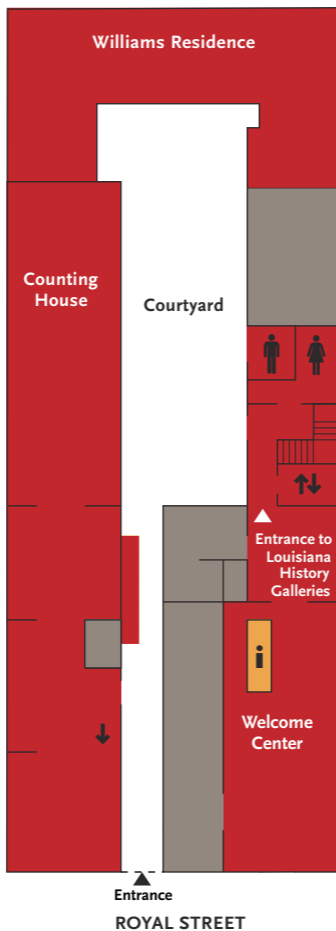 Williams Residence
Counting
House
Courtyard
Entrance to
Louisiana
History
Galleries
i
Welcome
Center
Entrance
ROYAL STREET